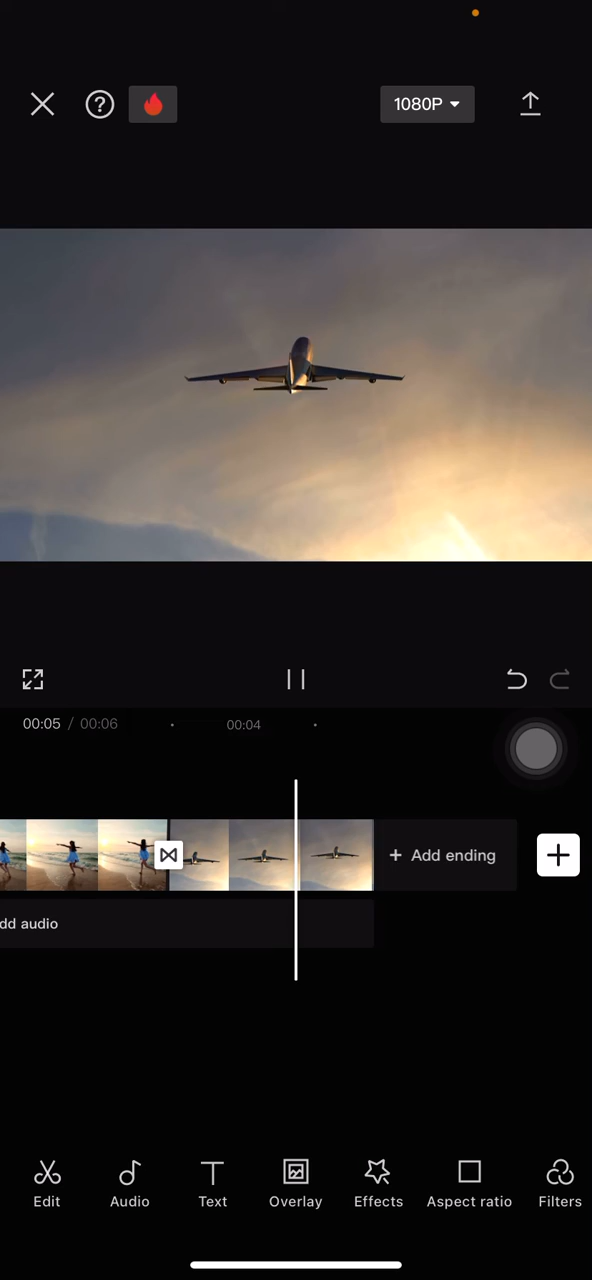 1080P
00:05 / 00:06
00:04
+ Add ending
dd audio
Edit
Audio
Text
Overlay
Effects
Aspect ratio
Filters